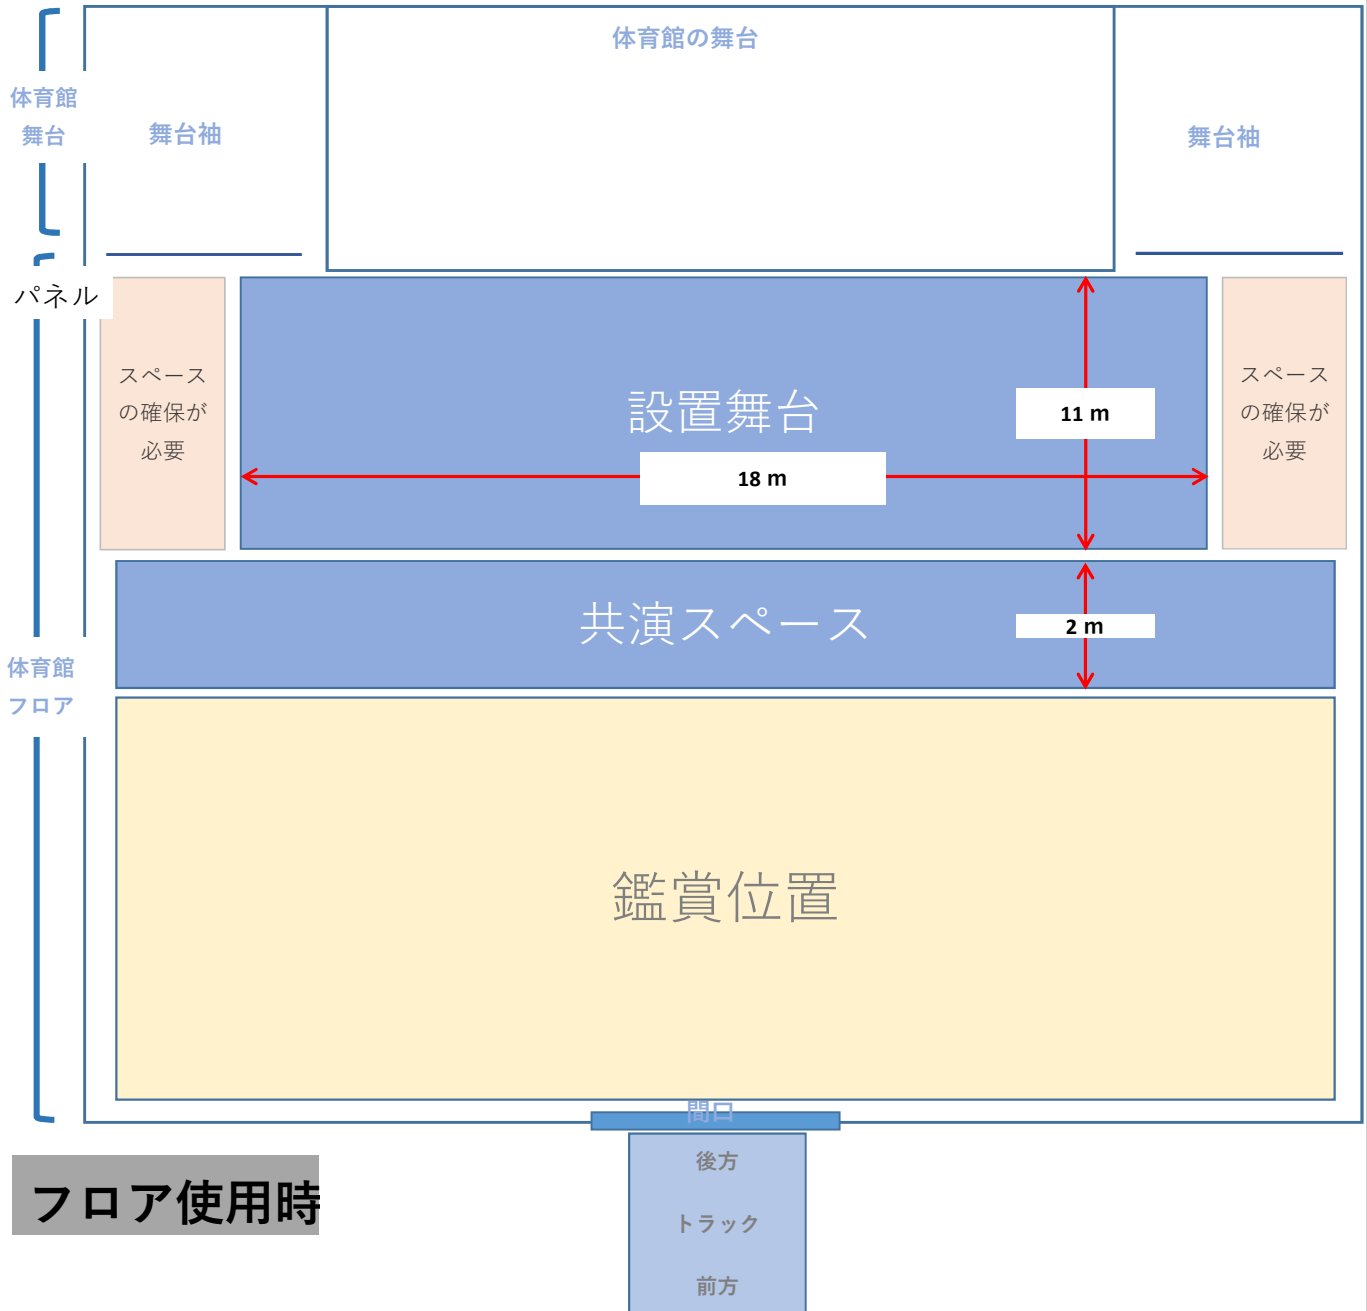 体育館の舞台
体育館
舞台
舞台袖
舞台袖
パネル
スペース
の確保が
必要
設置舞台
11 m
18 m
スペース
の確保が
必要
共演スペース
2 m
体育館
フロア
鑑賞位置
間口
後方
トラック
前方
フロア使用時